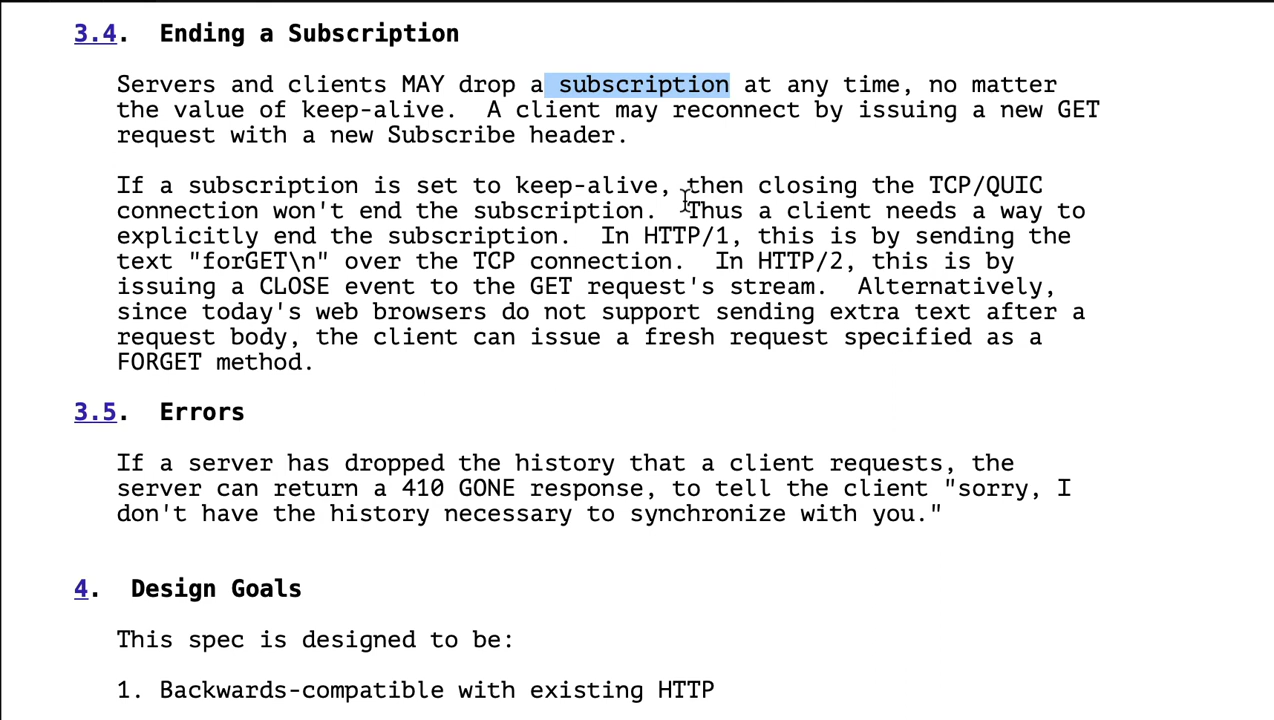 3.4.  Ending a Subscription
Servers and clients MAY drop a subscription at any time, no matter
the value of keep-alive.  A client may reconnect by issuing a new GET
request with a new Subscribe header.
If a subscription is set to keep-alive, then closing the TCP/QUIC
connection won't end the subscription.  Thus a client needs a way to
explicitly end the subscription.  In HTTP/1, this is by sending the
text "forGET\n" over the TCP connection.  In HTTP/2, this is by
issuing a CLOSE event to the GET request's stream.  Alternatively,
since today's web browsers do not support sending extra text after a
request body, the client can issue a fresh request specified as a
FORGET method.
3.5.  Errors
If a server has dropped the history that a client requests, the
server can return a 410 GONE response, to tell the client "sorry, I
don't have the history necessary to synchronize with you."
4.  Design Goals
This spec is designed to be:
1. Backwards-compatible with existing HTTP